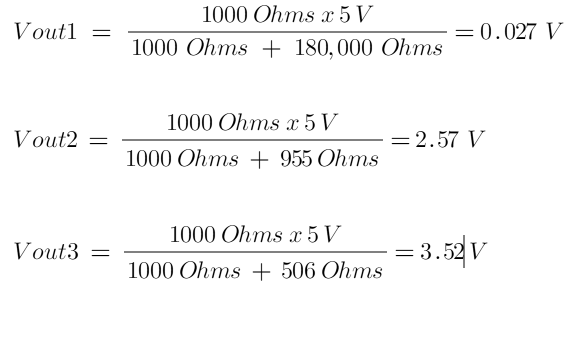 Vout1 = 1000 Ohms x 5 V / 1000 Ohms + 180,000 Ohms = 0.027 V
Vout2 = 1000 Ohms x 5 V / 1000 Ohms + 955 Ohms = 2.57 V
Vout3 = 1000 Ohms x 5 V / 1000 Ohms + 506 Ohms = 3.52 V